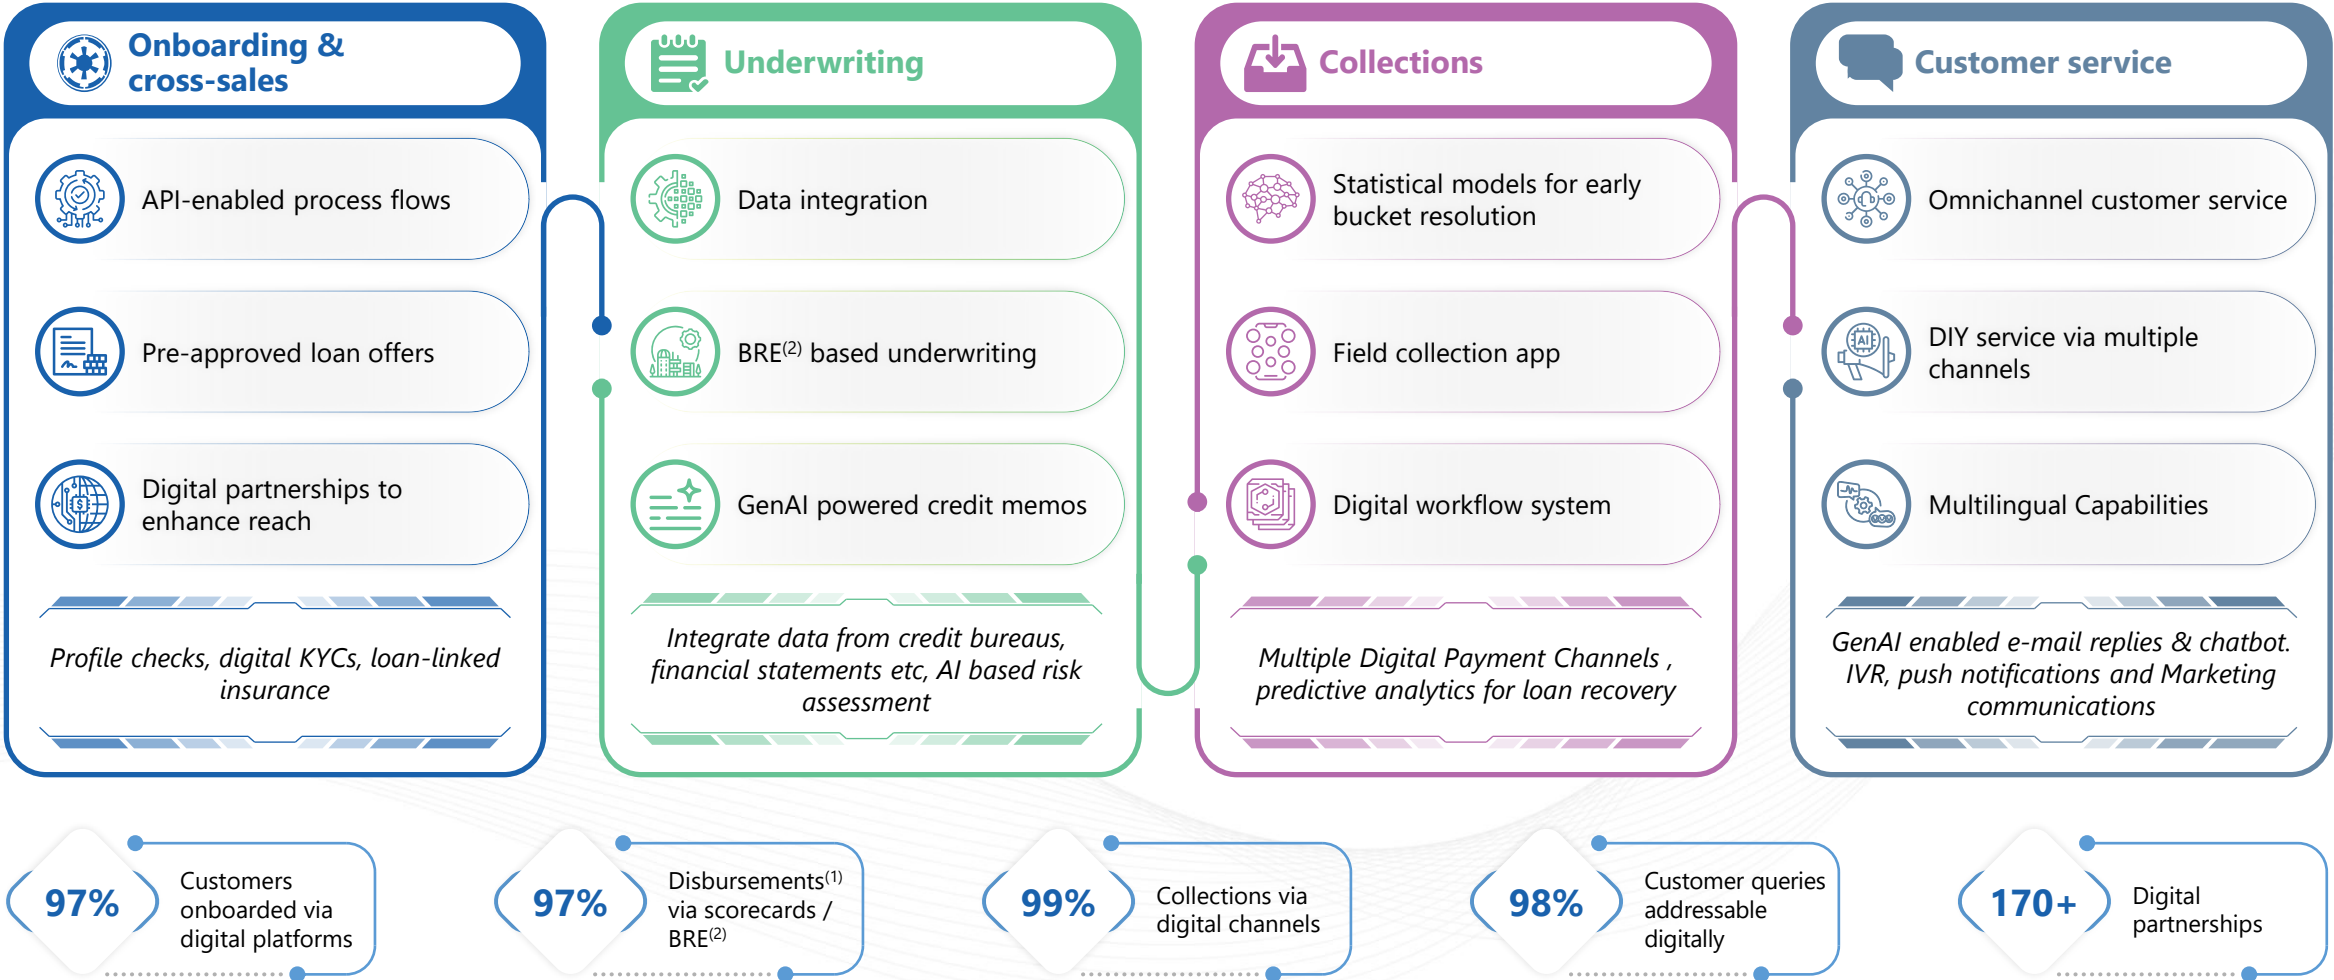 Onboarding &
cross-sales
API-enabled process flows
Pre-approved loan offers
Digital partnerships to
enhance reach
Profile checks, digital KYCs, loan-linked
insurance
Underwriting
Data integration
BRE(2) based underwriting
GenAI powered credit memos
Integrate data from credit bureaus,
financial statements etc, AI based risk
assessment
Collections
Statistical models for early
bucket resolution
Field collection app
Digital workflow system
Multiple Digital Payment Channels ,
predictive analytics for loan recovery
Customer service
Omnichannel customer service
AI
DIY service via multiple
channels
Multilingual Capabilities
GenAI enabled e-mail replies & chatbot.
IVR, push notifications and Marketing
communications
97%
Customers
onboarded via
digital platforms
97%
Disbursements(1)
via scorecards /
BRE(2)
99%
Collections via
digital channels
98%
Customer queries
addressable
digitally
170+
Digital
partnerships